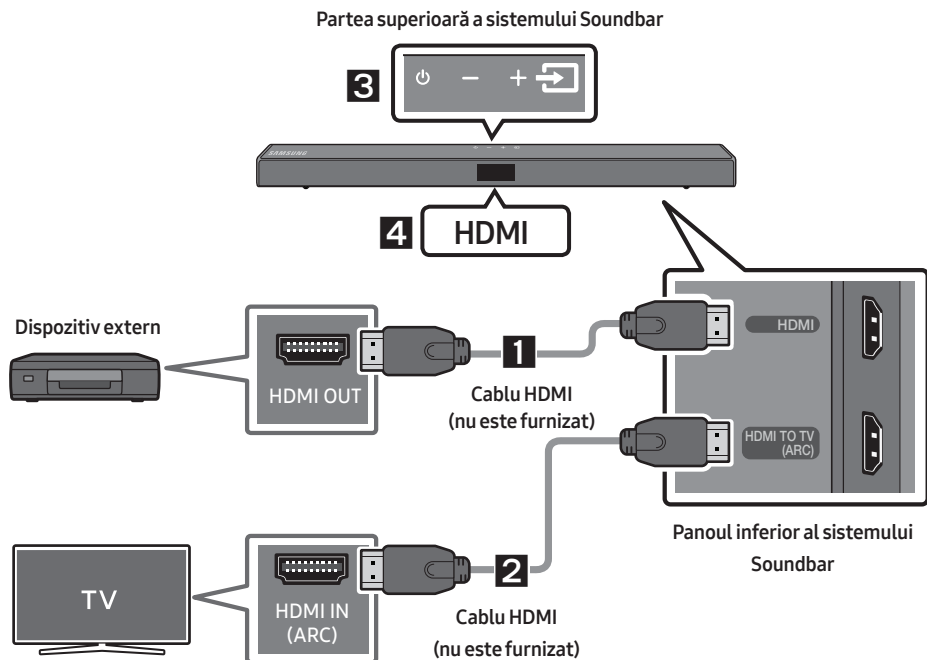 Partea superioară a sistemului Soundbar
3
SAMSUNG
4
HDMI
Dispozitiv extern
HDMI OUT
1
Cablu HDMI
(nu este furnizat)
HDMI
HDMI TO TV
(ARC)
Panoul inferior al sistemului
Soundbar
TV
HDMI IN
(ARC)
2
Cablu HDMI
(nu este furnizat)